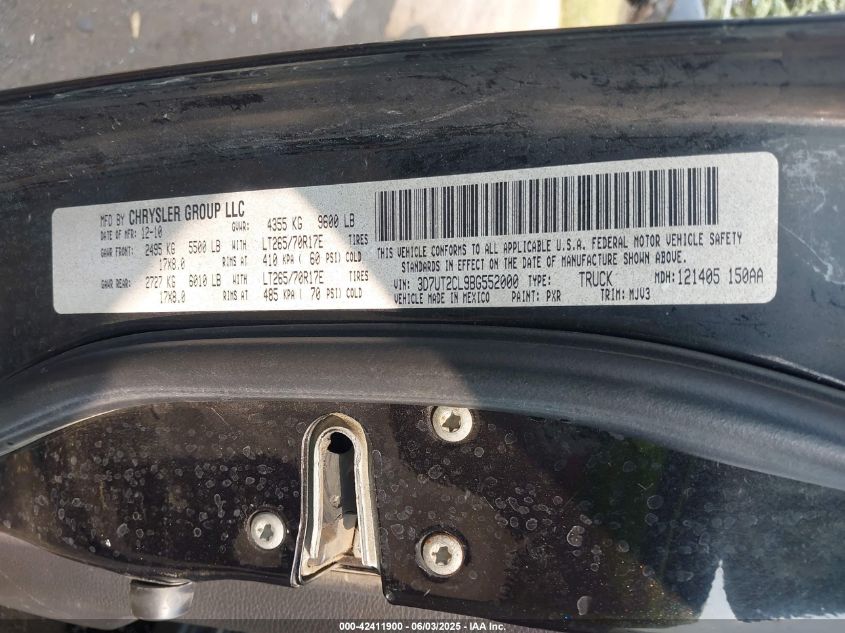 MFD BY CHRYSLER GROUP LLC
DATE OF MFR: 12-10 GVWR: 4355 KG 9600 LB
GAWR FRONT: 2495 KG 5500 LB WITH LT265/70R17E TIRES
17X8.0 RIMS AT 410 KPA ( 60 PSI) COLD
GAWR REAR: 2727 KG 6010 LB WITH LT265/70R17E TIRES
17X8.0 RIMS AT 485 KPA ( 70 PSI) COLD
THIS VEHICLE CONFORMS TO ALL APPLICABLE U.S.A. FEDERAL MOTOR VEHICLE SAFETY
STANDARDS IN EFFECT ON THE DATE OF MANUFACTURE SHOWN ABOVE.
VIN: 3D7UT2CL9BG552000 TYPE: TRUCK MDH: 121405 150AA
VEHICLE MADE IN MEXICO PAINT: PXR TRIM: MJV3
000-42411900 - 06/03/2025 - IAA Inc.